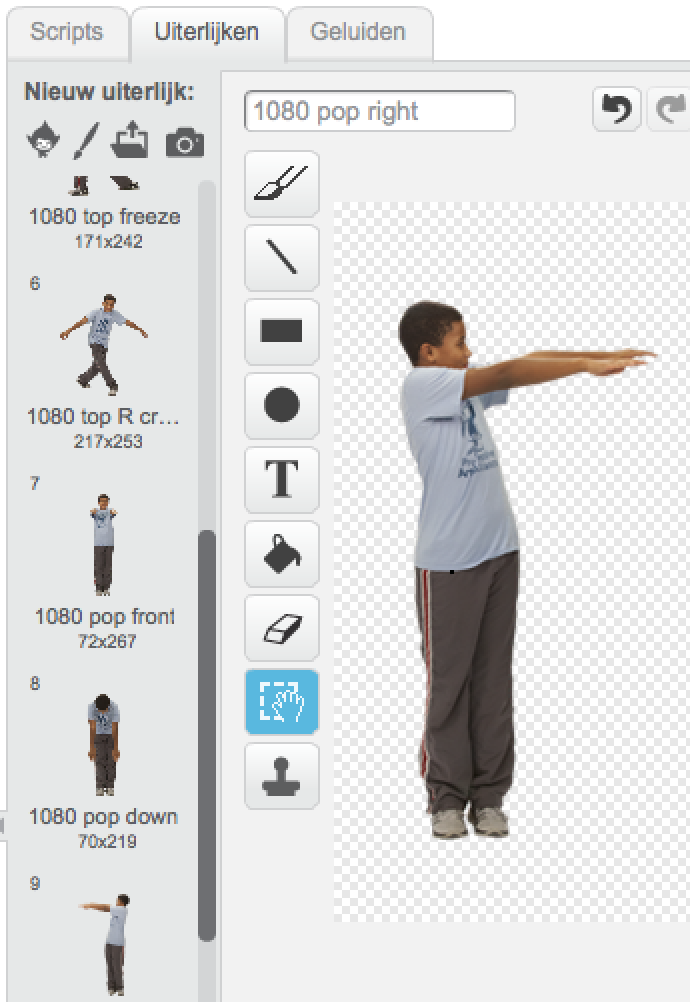 Scripts
Uiterlijken
Geluiden
Nieuw uiterlijk:
1080 pop right
1080 top freeze
171x242
6
1080 top R cr...
217x253
7
1080 pop front
72x267
8
1080 pop down
70x219
9
T